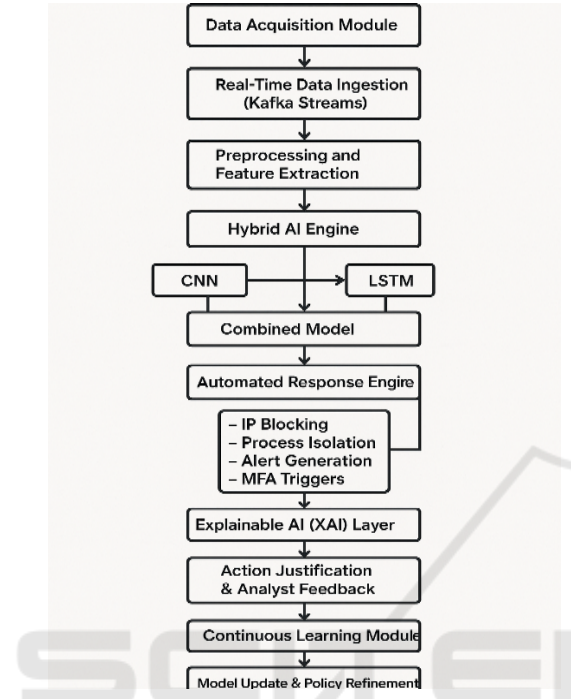 Data Acquisition Module
Real-Time Data Ingestion
(Kafka Streams)
Preprocessing and
Feature Extraction
Hybrid AI Engine
CNN
LSTM
Combined Model
Automated Response Engire
– IP Blocking
– Process Isolation
– Alert Generation
– MFA Triggers
Explainable AI (XAI) Layer
Action Justification
& Analyst Feedback
Continuous Learning Module
Model Update & Policy Refinement